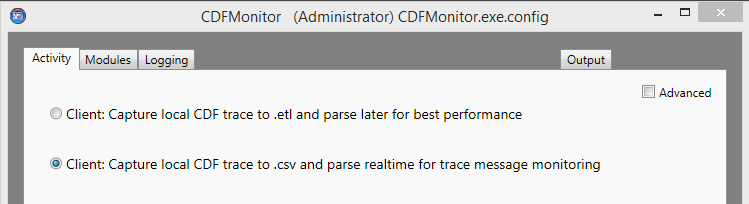 CDFMonitor (Administrator) CDFMonitor.exe.config
Activity Modules Logging Output
Advanced
Client: Capture local CDF trace to .etl and parse later for best performance
Client: Capture local CDF trace to .csv and parse realtime for trace message monitoring